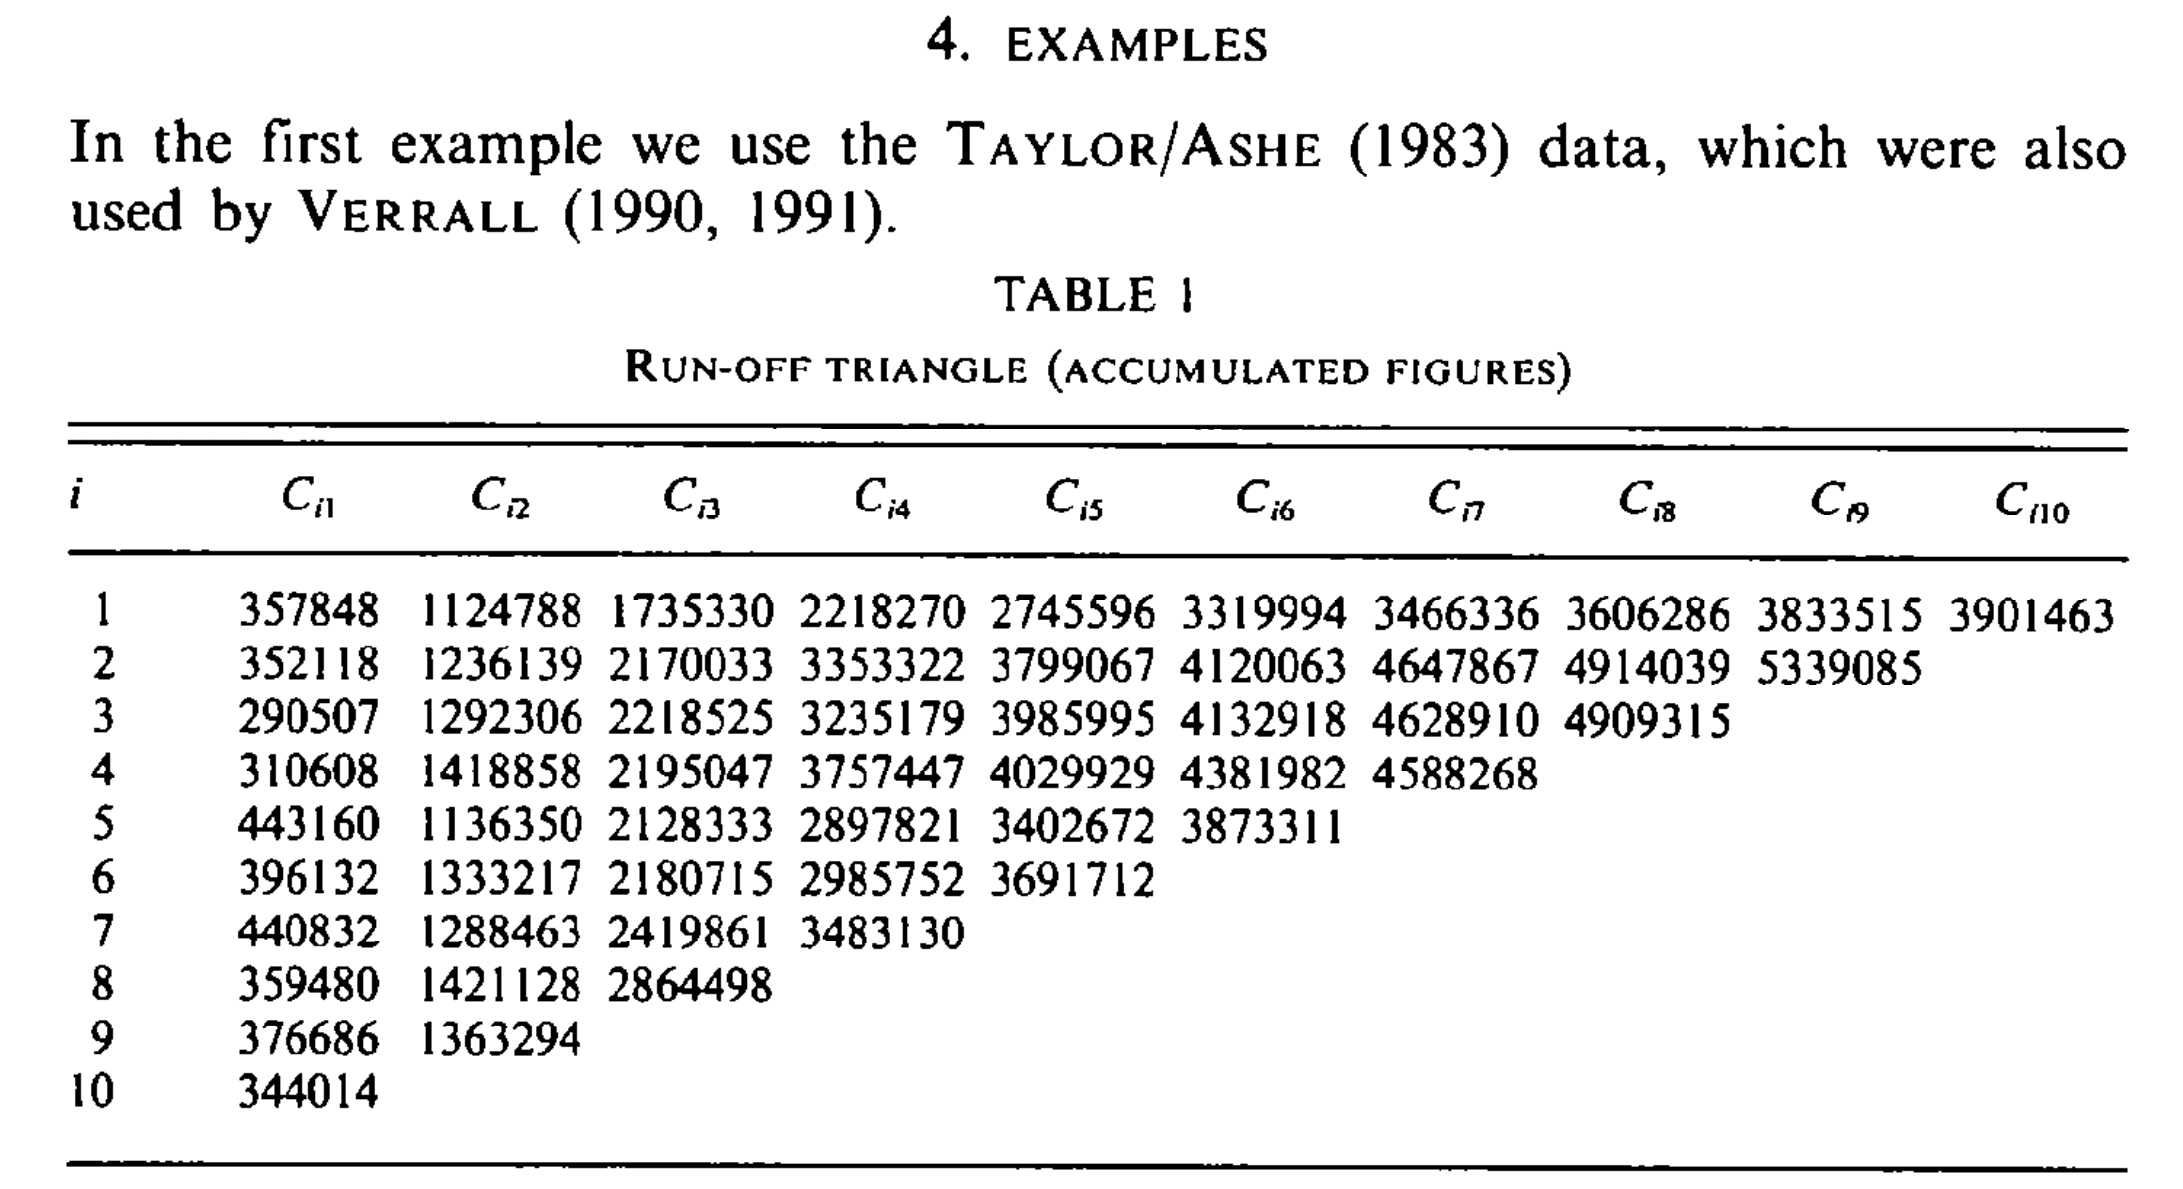 4. EXAMPLES
In the first example we use the TAYLOR/ASHE (1983) data, which were also
used by VERRALL (1990, 1991).
TABLE 1
RUN-OFF TRIANGLE (ACCUMULATED FIGURES)
i C_{i1} C_{i2} C_{i3} C_{i4} C_{i5} C_{i6} C_{i7} C_{i8} C_{i9} C_{i10}
1 357848 1124788 1735330 2218270 2745596 3319994 3466336 3606286 3833515 3901463
2 352118 1236139 2170033 3353322 3799067 4120063 4647867 4914039 5339085
3 290507 1292306 2218525 3235179 3985995 4132918 4628910 4909315
4 310608 1418858 2195047 3757447 4029929 4381982 4588268
5 443160 1136350 2128333 2897821 3402672 3873311
6 396132 1333217 2180715 2985752 3691712
7 440832 1288463 2419861 3483130
8 359480 1421128 2864498
9 376686 1363294
10 344014